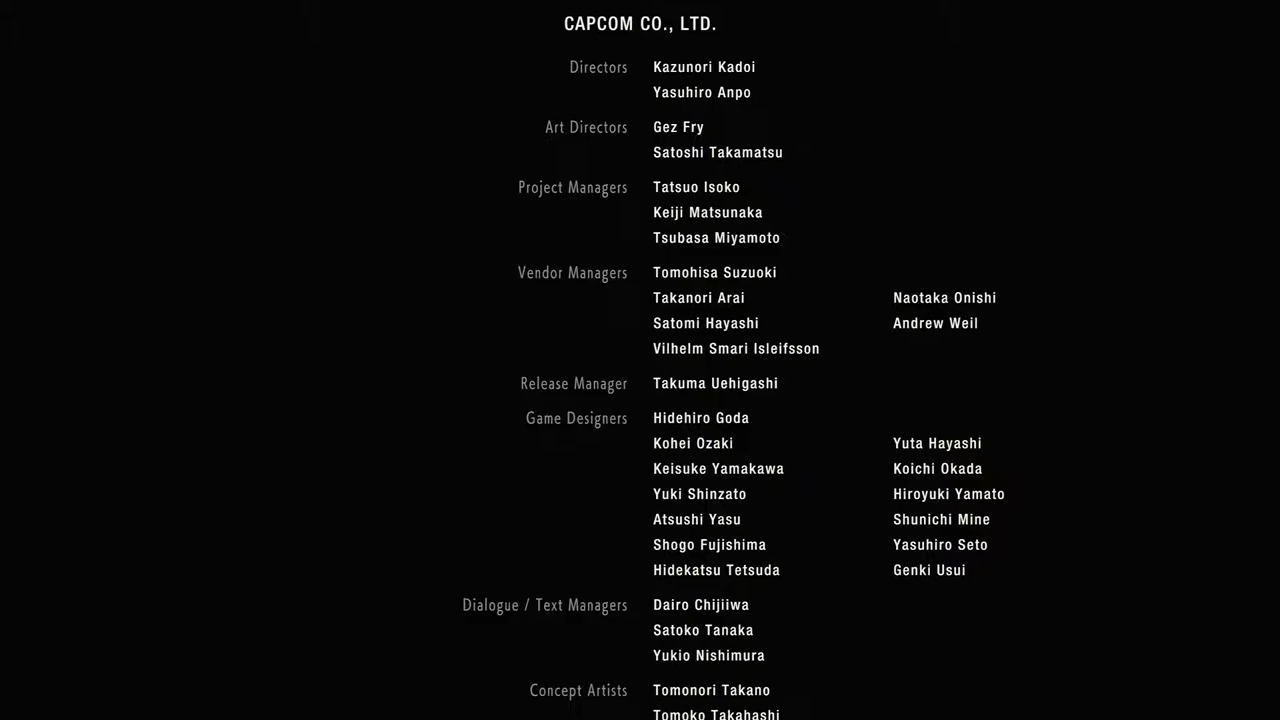 CAPCOM CO., LTD.
Directors Kazunori Kadoi
Yasuhiro Anpo
Art Directors Gez Fry
Satoshi Takamatsu
Project Managers Tatsuo Isoko
Keiji Matsunaka
Tsubasa Miyamoto
Vendor Managers Tomohisa Suzuoki
Takanori Arai Naotaka Onishi
Satomi Hayashi Andrew Weil
Vilhelm Smari Isleifsson
Release Manager Takuma Uehigashi
Game Designers Hidehiro Goda
Kohei Ozaki Yuta Hayashi
Keisuke Yamakawa Koichi Okada
Yuki Shinzato Hiroyuki Yamato
Atsushi Yasu Shunichi Mine
Shogo Fujishima Yasuhiro Seto
Hidekatsu Tetsuda Genki Usui
Dialogue / Text Managers Dairo Chijiiwa
Satoko Tanaka
Yukio Nishimura
Concept Artists Tomonori Takano
Tomoko Takahashi